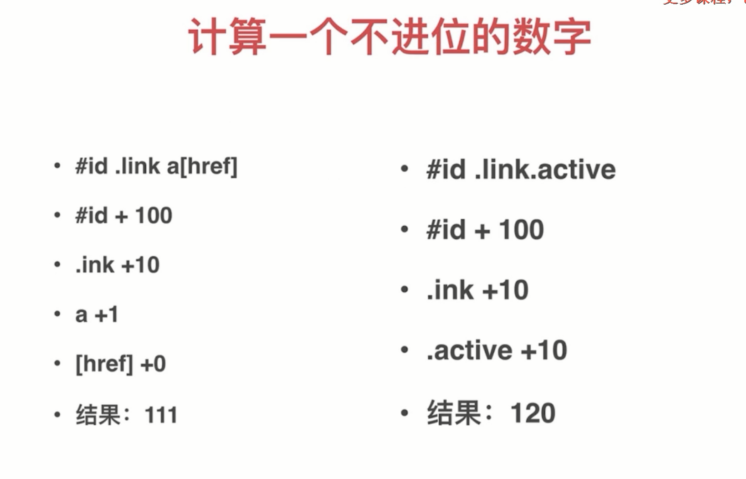 计算一个不进位的数字
• #id .link a[href]
• #id + 100
• .ink +10
• a +1
• [href] +0
• 结果：111
• #id .link.active
• #id + 100
• .ink +10
• .active +10
• 结果：120